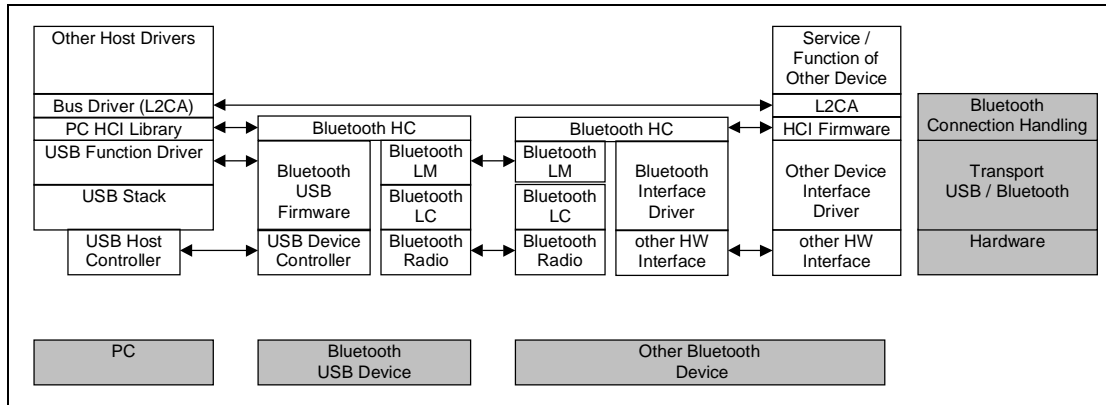 Other Host Drivers
Bus Driver (L2CA)
PC HCI Library
USB Function Driver
USB Stack
USB Host
Controller
Bluetooth HC
Bluetooth
USB
Firmware
USB Device
Controller
Bluetooth
LM
Bluetooth
LC
Bluetooth
Radio
Bluetooth HC
Bluetooth
LM
Bluetooth
LC
Bluetooth
Radio
Bluetooth
Interface
Driver
other HW
Interface
Service /
Function of
Other Device
L2CA
HCI Firmware
Other Device
Interface
Driver
other HW
Interface
Bluetooth
Connection Handling
Transport
USB / Bluetooth
Hardware
PC
Bluetooth
USB Device
Other Bluetooth
Device